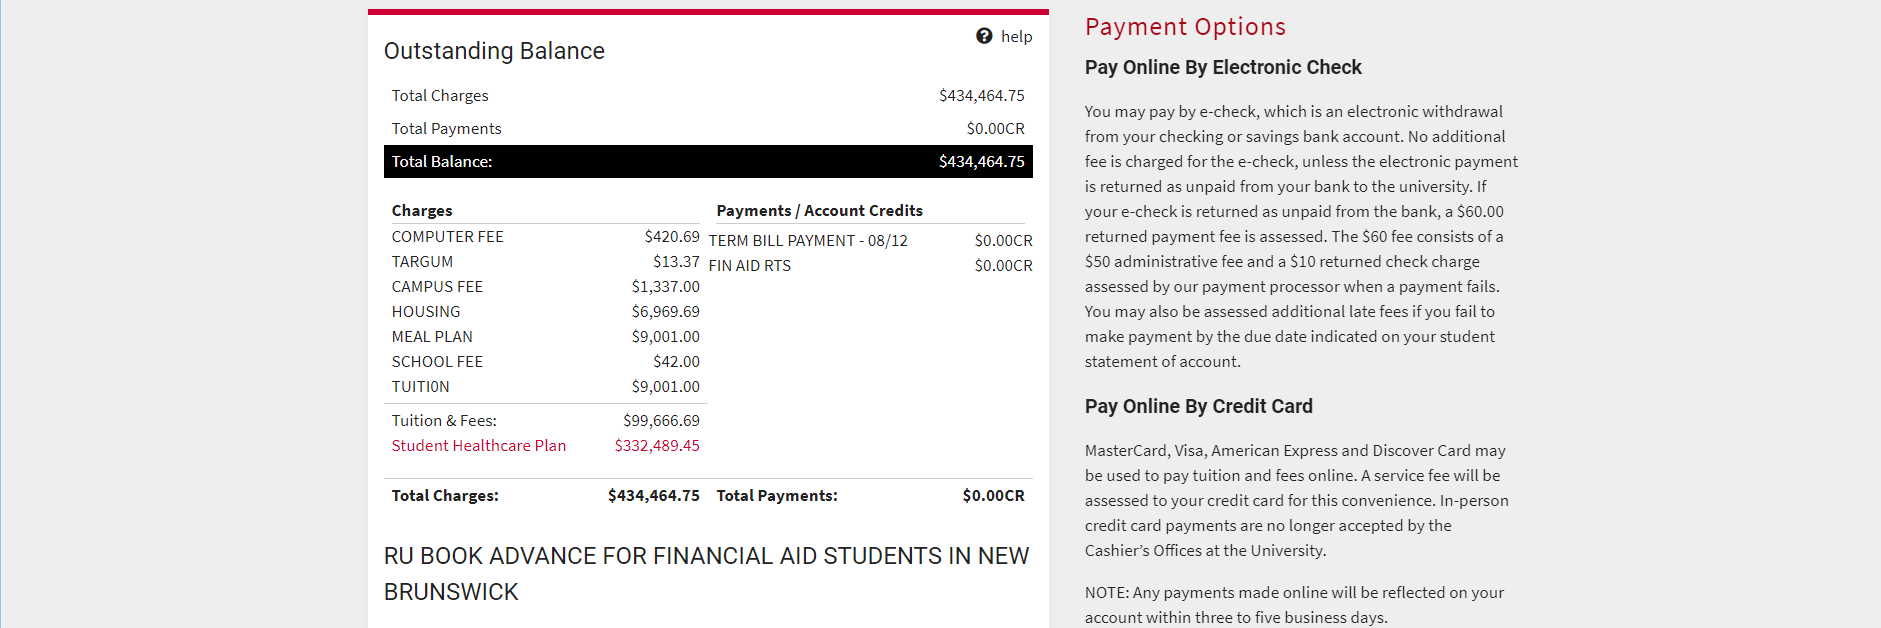 help
Outstanding Balance
Total Charges $434,464.75
Total Payments $0.00CR
Total Balance: $434,464.75
Charges
COMPUTER FEE $420.69
TARGUM $13.37
CAMPUS FEE $1,337.00
HOUSING $6,969.69
MEAL PLAN $9,001.00
SCHOOL FEE $42.00
TUITI0N $9,001.00
Tuition & Fees: $99,666.69
Student Healthcare Plan $332,489.45
Total Charges: $434,464.75
Payments / Account Credits
TERM BILL PAYMENT - 08/12 $0.00CR
FIN AID RTS $0.00CR
Total Payments: $0.00CR
RU BOOK ADVANCE FOR FINANCIAL AID STUDENTS IN NEW
BRUNSWICK
Payment Options
Pay Online By Electronic Check
You may pay by e-check, which is an electronic withdrawal
from your checking or savings bank account. No additional
fee is charged for the e-check, unless the electronic payment
is returned as unpaid from your bank to the university. If
your e-check is returned as unpaid from the bank, a $60.00
returned payment fee is assessed. The $60 fee consists of a
$50 administrative fee and a $10 returned check charge
assessed by our payment processor when a payment fails.
You may also be assessed additional late fees if you fail to
make payment by the due date indicated on your student
statement of account.
Pay Online By Credit Card
MasterCard, Visa, American Express and Discover Card may
be used to pay tuition and fees online. A service fee will be
assessed to your credit card for this convenience. In-person
credit card payments are no longer accepted by the
Cashier’s Offices at the University.
NOTE: Any payments made online will be reflected on your
account within three to five business days.